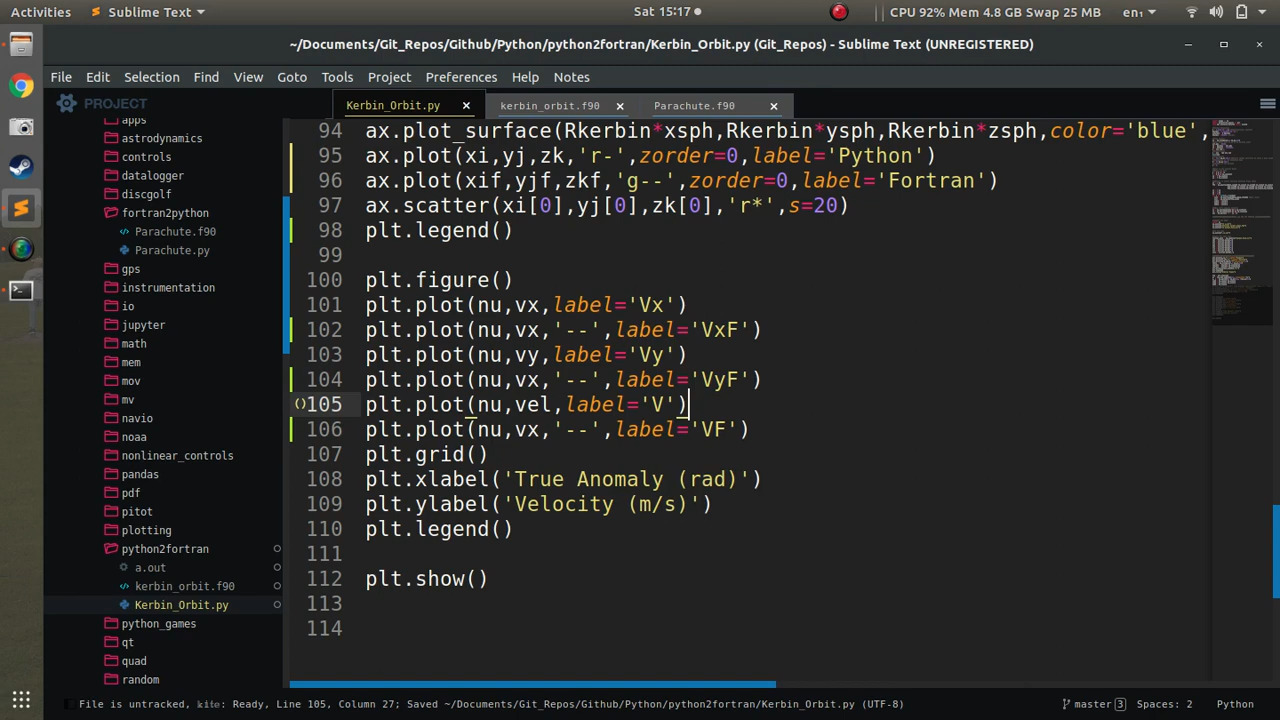 Activities
Sublime Text
Sat 15:17
CPU 92% Mem 4.8 GB Swap 25 MB
en₁
~/Documents/Git_Repos/Github/Python/python2fortran/Kerbin_Orbit.py (Git_Repos) - Sublime Text (UNREGISTERED)
File Edit Selection Find View Goto Tools Project Preferences Help Notes
PROJECT
Kerbin_Orbit.py
kerbin_orbit.f90
Parachute.f90
apps
astrodynamics
controls
datalogger
discgolf
fortran2python
Parachute.f90
Parachute.py
gps
instrumentation
io
jupyter
math
mem
mov
mv
navio
noaa
nonlinear_controls
pandas
pdf
pitot
plotting
python2fortran
a.out
kerbin_orbit.f90
Kerbin_Orbit.py
python_games
qt
quad
random
94 ax.plot_surface(Rkerbin*xsph,Rkerbin*ysph,Rkerbin*zsph,color='blue',
95 ax.plot(xi,yj,zk,'r-',zorder=0,label='Python')
96 ax.plot(xif,yjf,zkf,'g--',zorder=0,label='Fortran')
97 ax.scatter(xi[0],yj[0],zk[0],'r*',s=20)
98 plt.legend()
99
100 plt.figure()
101 plt.plot(nu,vx,label='Vx')
102 plt.plot(nu,vx,'--',label='VxF')
103 plt.plot(nu,vy,label='Vy')
104 plt.plot(nu,vx,'--',label='VyF')
105 plt.plot(nu,vel,label='V')
106 plt.plot(nu,vx,'--',label='VF')
107 plt.grid()
108 plt.xlabel('True Anomaly (rad)')
109 plt.ylabel('Velocity (m/s)')
110 plt.legend()
111
112 plt.show()
113
114
File is untracked, kite: Ready, Line 105, Column 27; Saved ~/Documents/Git_Repos/Github/Python/python2fortran/Kerbin_Orbit.py (UTF-8)
master 3
Spaces: 2
Python